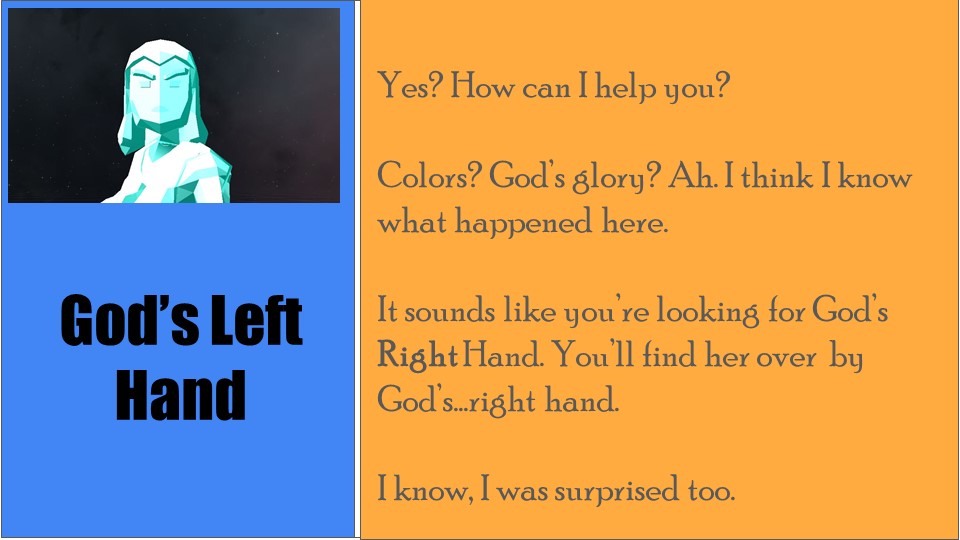 God's Left
Hand
Yes? How can I help you?
Colors? God's glory? Ah. I think I know
what happened here.
It sounds like you're looking for God's
Right Hand. You'll find her over by
God's...right hand.
I know, I was surprised too.